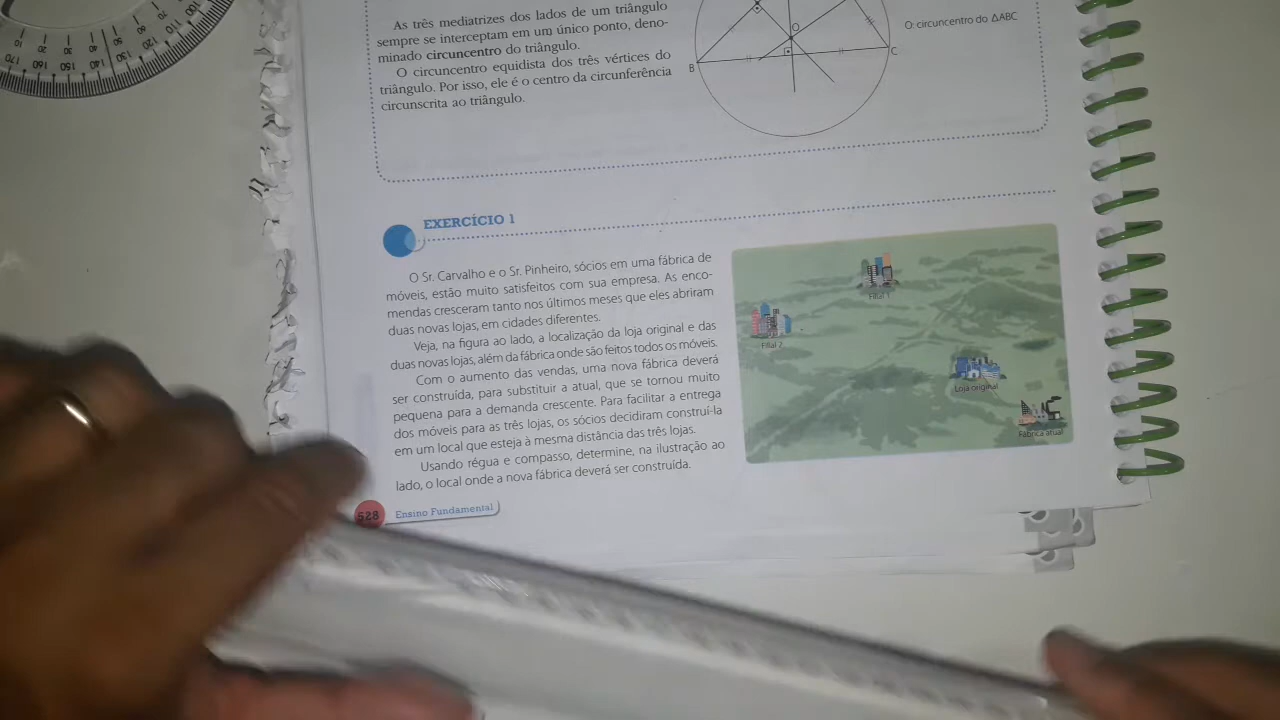 As três mediatrizes dos lados de um triângulo
sempre se interceptam em um único ponto, deno-
minado circuncentro do triângulo.
O circuncentro equidista dos três vértices do
triângulo. Por isso, ele é o centro da circunferência
circunscrita ao triângulo.
O
B
C
O: circuncentro do △ABC
EXERCÍCIO 1
O Sr. Carvalho e o Sr. Pinheiro, sócios em uma fábrica de
móveis, estão muito satisfeitos com sua empresa. As enco-
mendas cresceram tanto nos últimos meses que eles abriram
duas novas lojas, em cidades diferentes.
Veja, na figura ao lado, a localização da loja original e das
duas novas lojas, além da fábrica onde são feitos todos os móveis.
Com o aumento das vendas, uma nova fábrica deverá
ser construída, para substituir a atual, que se tornou muito
pequena para a demanda crescente. Para facilitar a entrega
dos móveis para as três lojas, os sócios decidiram construí-la
em um local que esteja à mesma distância das três lojas.
Usando régua e compasso, determine, na ilustração ao
lado, o local onde a nova fábrica deverá ser construída.
Filial 1
Filial 2
Loja original
Fábrica atual
528
Ensino Fundamental